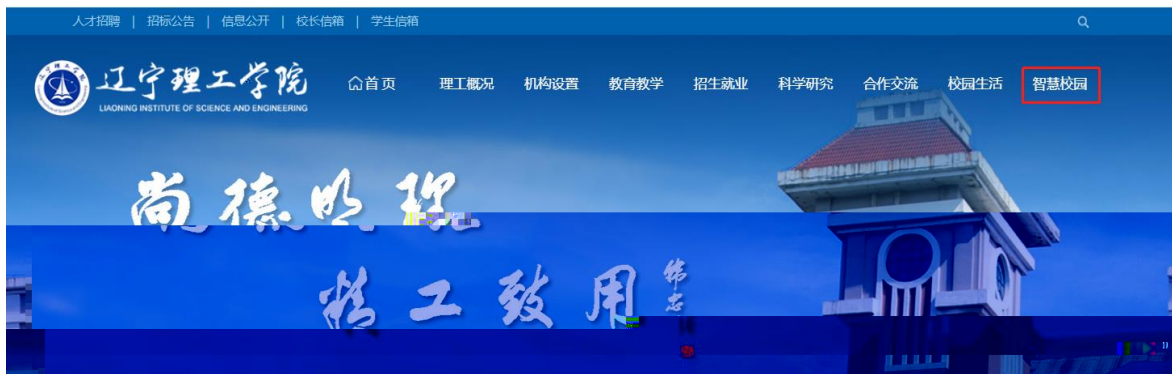 人才招聘 | 招标公告 | 信息公开 | 校长信箱 | 学生信箱
辽宁理工学院
LIAONING INSTITUTE OF SCIENCE AND ENGINEERING
首页 理工概况 机构设置 教育教学 招生就业 科学研究 合作交流 校园生活 智慧校园
尚德明理
精工致用